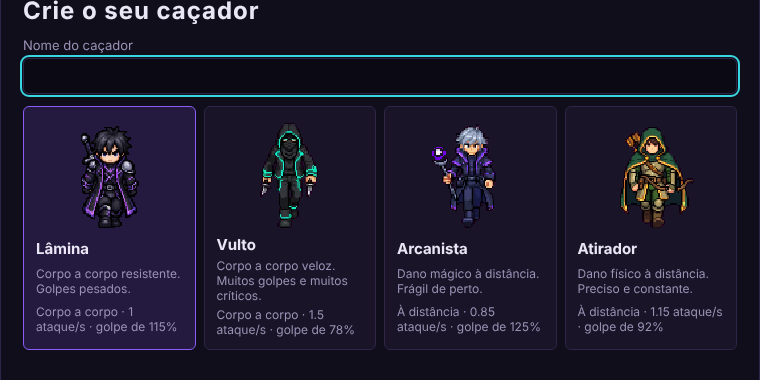 Crie o seu caçador
Nome do caçador
Lâmina
Corpo a corpo resistente.
Golpes pesados.
Corpo a corpo · 1
ataque/s · golpe de 115%
Vulto
Corpo a corpo veloz.
Muitos golpes e muitos
críticos.
Corpo a corpo · 1.5
ataque/s · golpe de 78%
Arcanista
Dano mágico à distância.
Frágil de perto.
À distância · 0.85
ataque/s · golpe de 125%
Atirador
Dano físico à distância.
Preciso e constante.
À distância · 1.15 ataque/s
· golpe de 92%